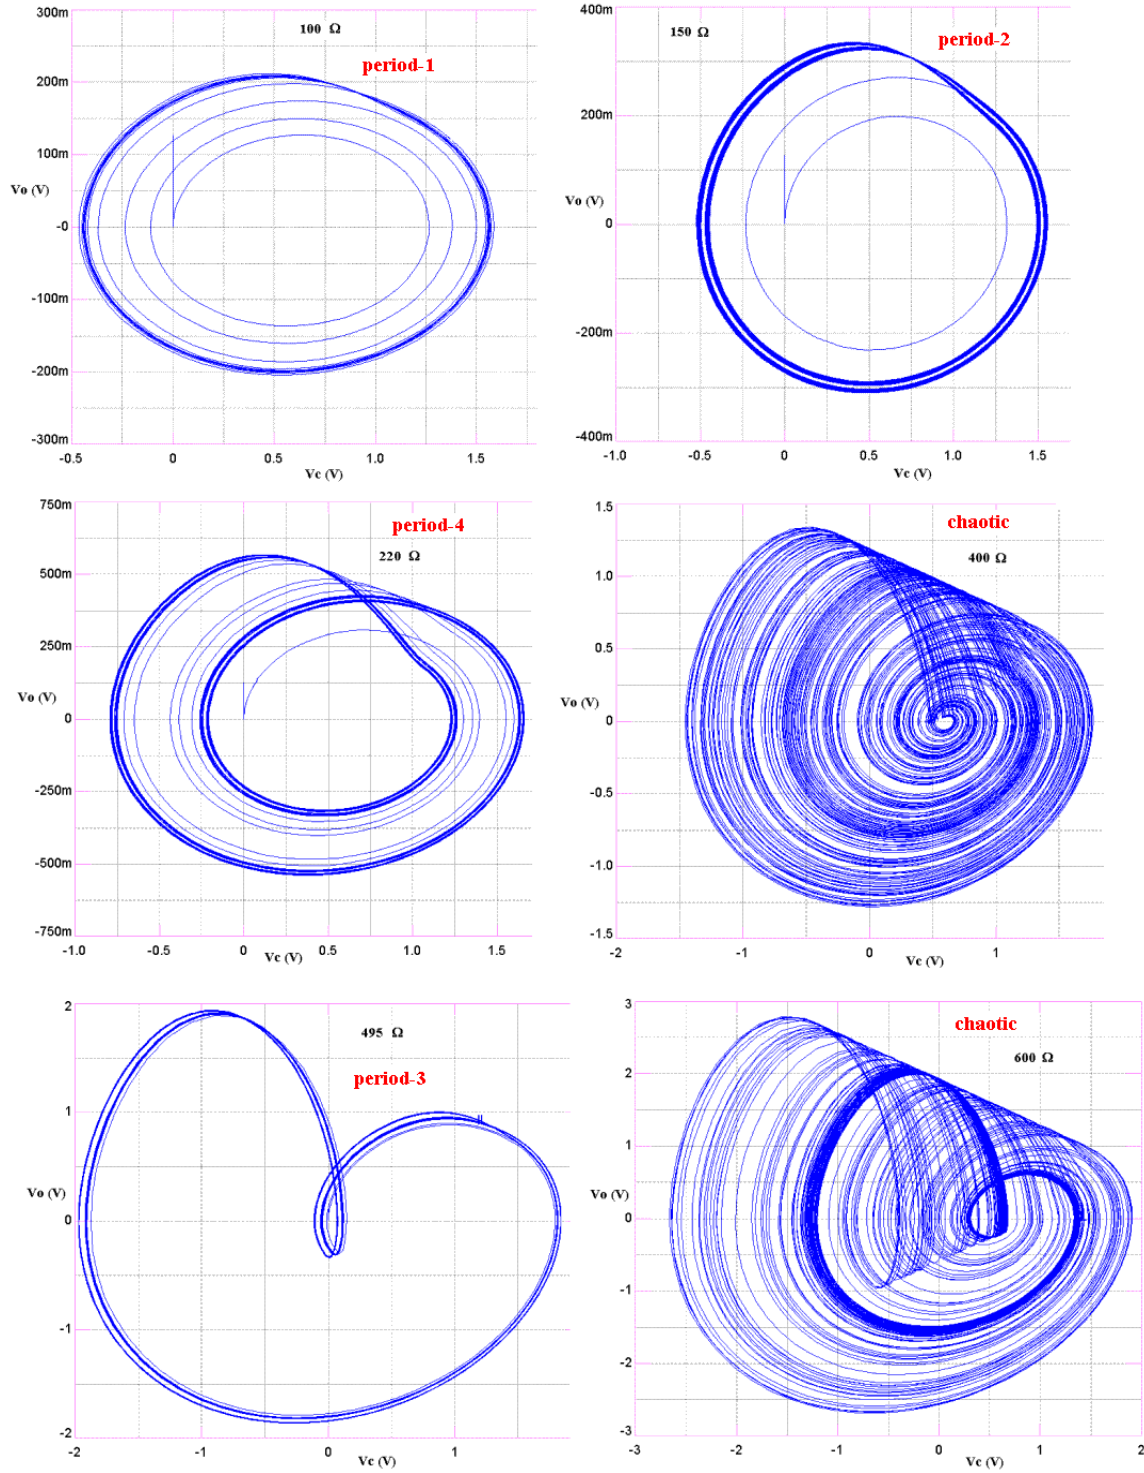 300m
100 Ω
period-1
200m
100m
Vo (V)
-0
-100m
-200m
-300m
-0.5
0
0.5
1.0
1.5
Vc (V)
400m
150 Ω
period-2
200m
Vo (V)
0
-200m
-400m
-1.0
-0.5
0
0.5
1.0
1.5
Vc (V)
750m
period-4
220 Ω
500m
250m
Vo (V)
0
-250m
-500m
-750m
-1.0
-0.5
0
0.5
1.0
1.5
Vc (V)
1.5
chaotic
400 Ω
1.0
0.5
Vo (V)
0
-0.5
-1.0
-1.5
-2
-1
0
1
Vc (V)
2
495 Ω
period-3
1
Vo (V)
0
-1
-2
-2
-1
0
1
Vc (V)
3
chaotic
600 Ω
2
1
Vo (V)
0
-1
-2
-3
-3
-2
-1
0
1
2
Vc (V)